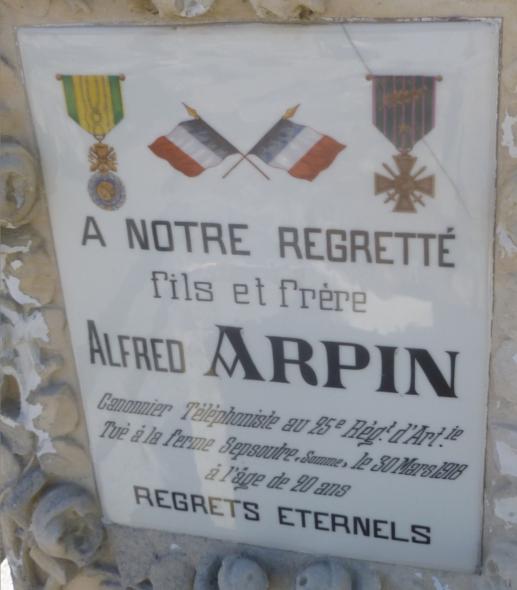 A NOTRE REGRETTÉ
fils et frère
ALFRED ARPIN
Canonnier Téléphoniste au 25e Régt d'Artie
Tué à la ferme Sepsoutre, (Somme), le 30 Mars 1918
à l'âge de 20 ans
REGRETS ETERNELS